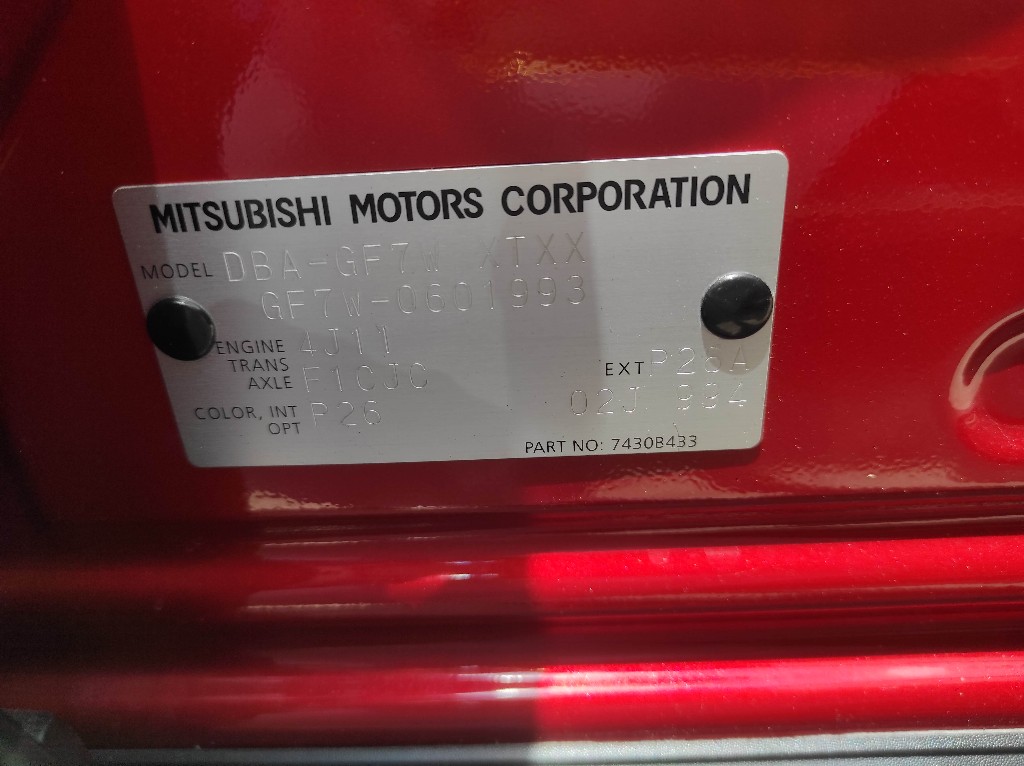 MITSUBISHI MOTORS CORPORATION
MODEL DBA-GF7W XTXX
GF7W-0601993
ENGINE 4J11
TRANS
AXLE F1CJC EXT P26A
COLOR, INT P26 02J 934
OPT
PART NO: 7430B433